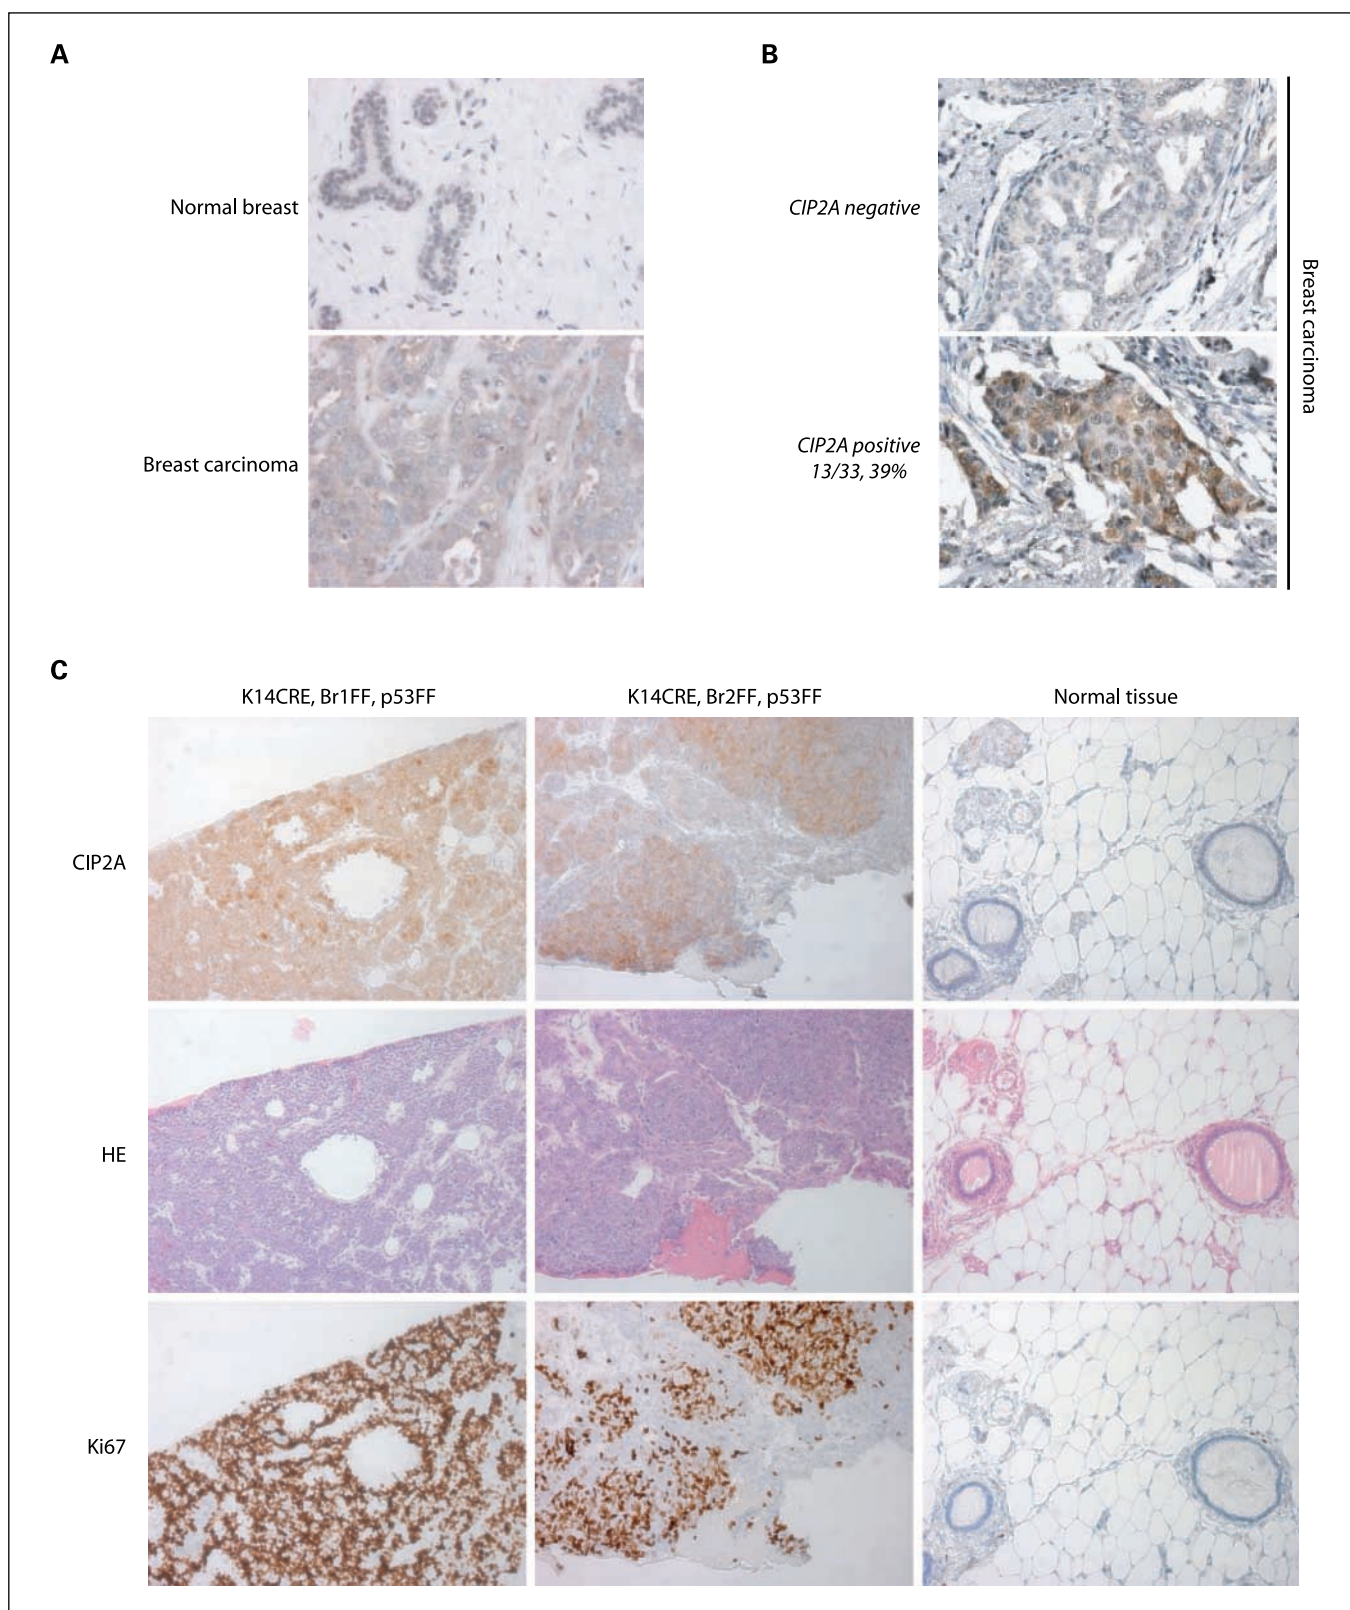 A
B
Normal breast
Breast carcinoma
CIP2A negative
CIP2A positive
13/33, 39%
Breast carcinoma
C
K14CRE, Br1FF, p53FF
K14CRE, Br2FF, p53FF
Normal tissue
CIP2A
HE
Ki67